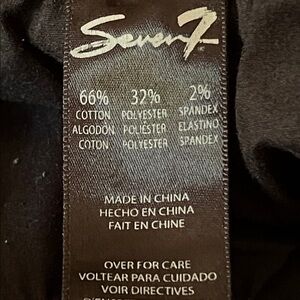 Seven7
66% 32% 2%
COTTON POLYESTER SPANDEX
ALGODON POLIESTER ELASTINO
COTON POLYESTER SPANDEX
MADE IN CHINA
HECHO EN CHINA
FAIT EN CHINE
OVER FOR CARE
VOLTEAR PARA CUIDADO
VOIR DIRECTIVES